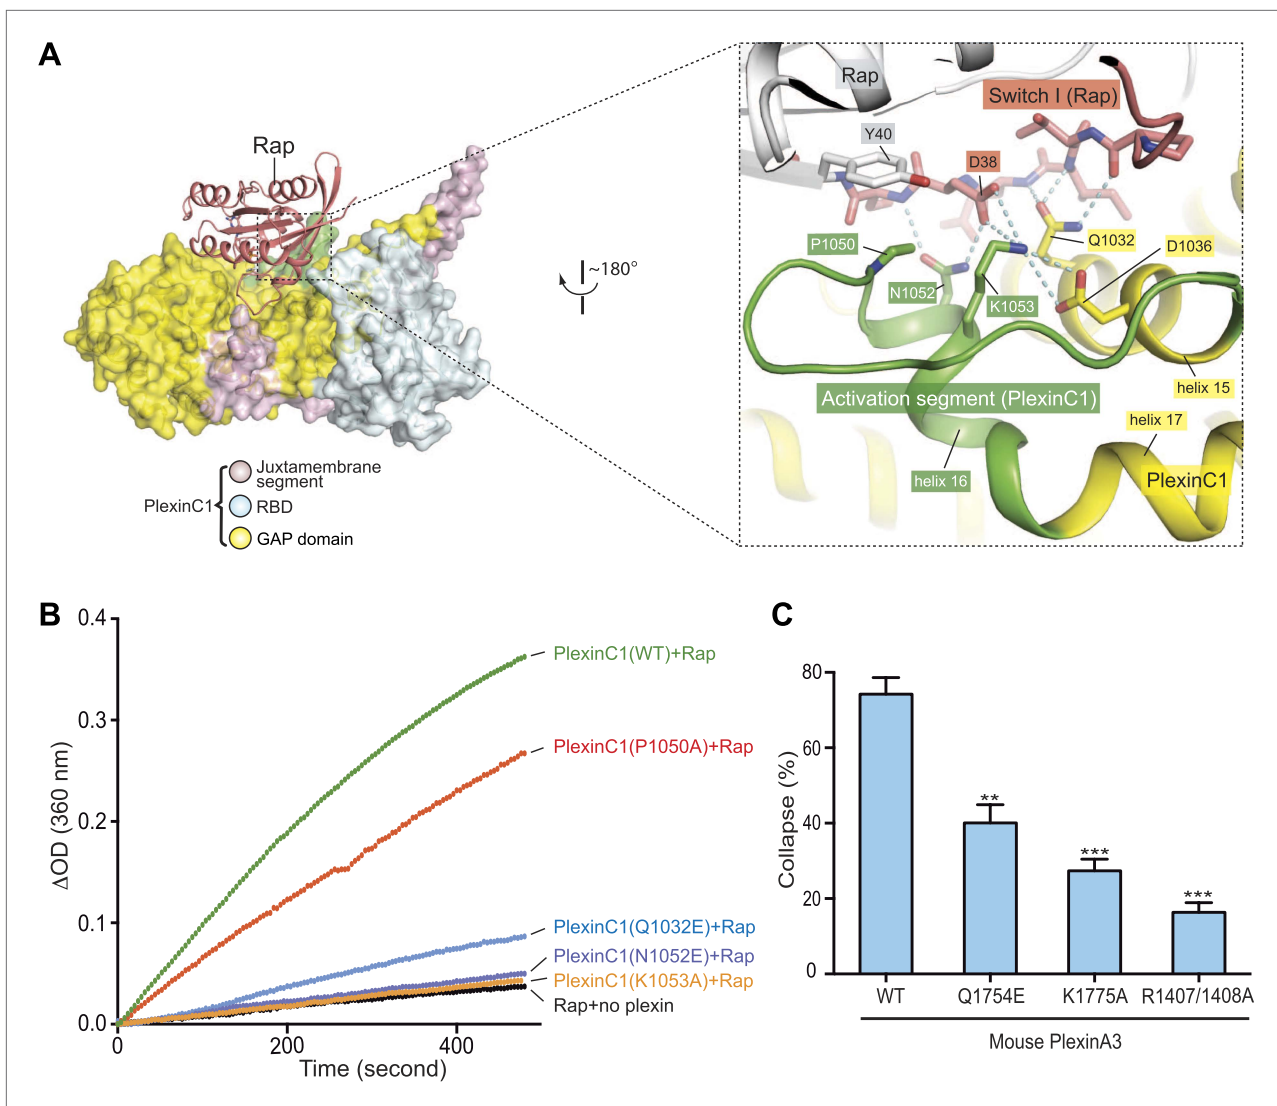 A
Rap
~180°
Juxtamembrane
segment
PlexinC1
RBD
GAP domain
Rap
Switch I (Rap)
Y40
D38
P1050
Q1032
D1036
N1052
K1053
helix 15
Activation segment (PlexinC1)
helix 17
helix 16
PlexinC1
B
0.4
0.3
0.2
0.1
0.0
ΔOD (360 nm)
0
200
400
Time (second)
PlexinC1(WT)+Rap
PlexinC1(P1050A)+Rap
PlexinC1(Q1032E)+Rap
PlexinC1(N1052E)+Rap
PlexinC1(K1053A)+Rap
Rap+no plexin
C
80
60
40
20
0
Collapse (%)
**
***
***
WT
Q1754E
K1775A
R1407/1408A
Mouse PlexinA3